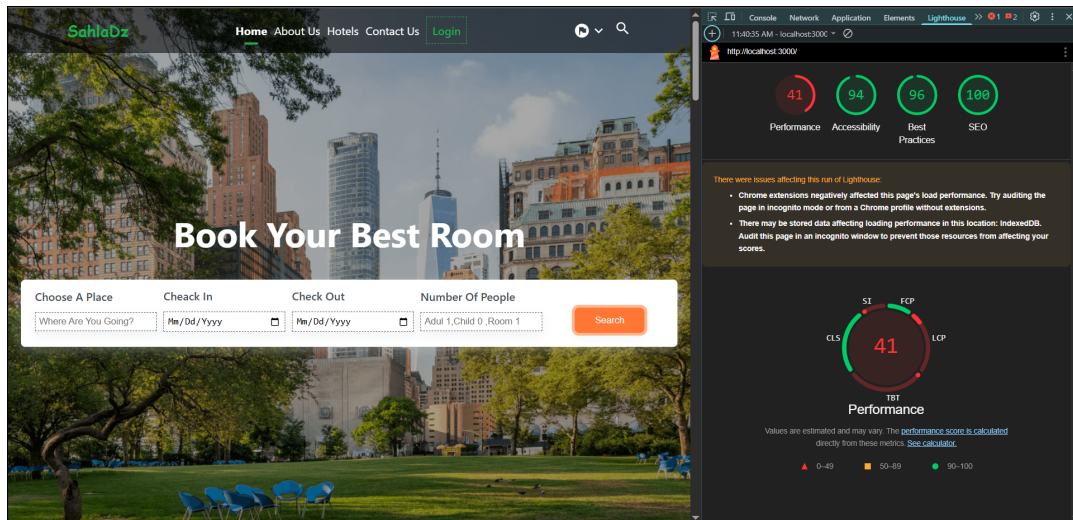 SahlaDz
Home About Us Hotels Contact Us Login
Book Your Best Room
Choose A Place Cheack In Check Out Number Of People
Where Are You Going? Mm/Dd/Yyyy Mm/Dd/Yyyy Adul 1,Child 0 ,Room 1 Search
Console Network Application Elements Lighthouse 1 2
11:40:35 AM - localhost:3000
http://localhost:3000/
41 94 96 100
Performance Accessibility Best Practices SEO
There were issues affecting this run of Lighthouse:
• Chrome extensions negatively affected this page's load performance. Try auditing the
page in incognito mode or from a Chrome profile without extensions.
• There may be stored data affecting loading performance in this location: IndexedDB.
Audit this page in an incognito window to prevent those resources from affecting your
scores.
SI FCP
CLS LCP
41
TBT
Performance
Values are estimated and may vary. The performance score is calculated
directly from these metrics. See calculator.
0–49 50–89 90–100